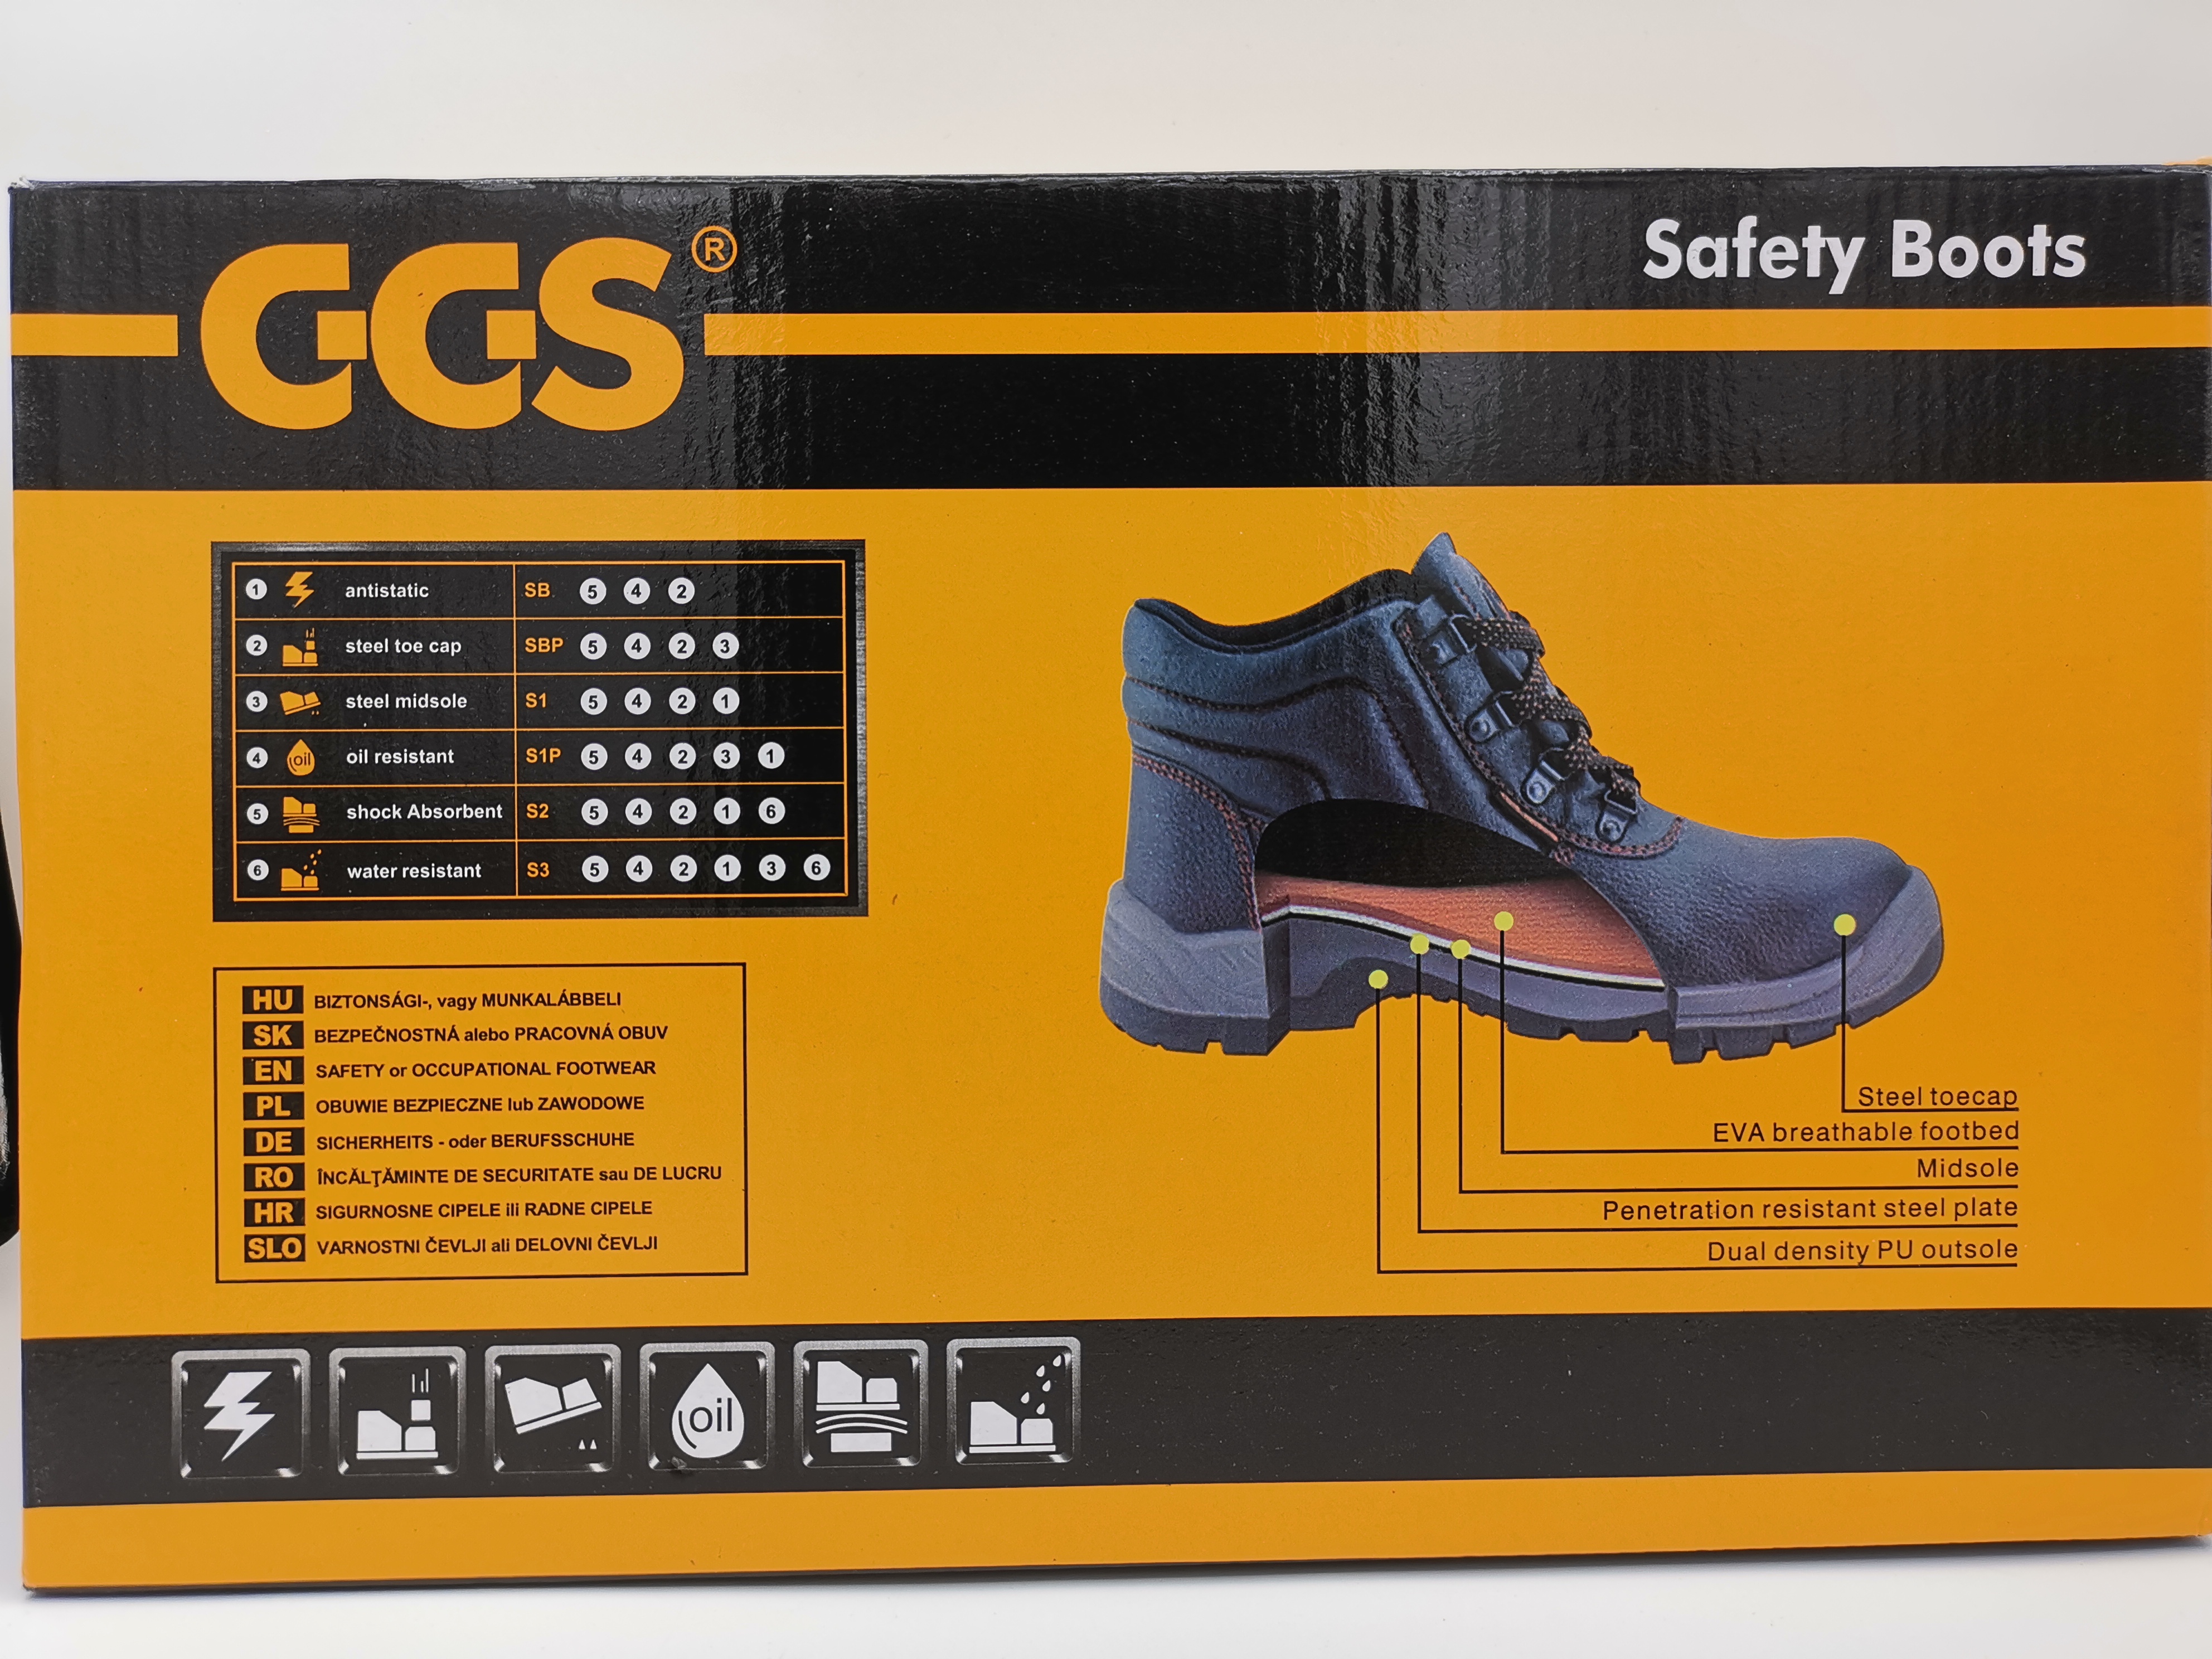 GGS®
Safety Boots
1 antistatic SB 5 4 2
2 steel toe cap SBP 5 4 2 3
3 steel midsole S1 5 4 2 1
4 oil oil resistant S1P 5 4 2 3 1
5 shock Absorbent S2 5 4 2 1 6
6 water resistant S3 5 4 2 1 3 6
HU BIZTONSÁGI-, vagy MUNKALÁBBELI
SK BEZPEČNOSTNÁ alebo PRACOVNÁ OBUV
EN SAFETY or OCCUPATIONAL FOOTWEAR
PL OBUWIE BEZPIECZNE lub ZAWODOWE
DE SICHERHEITS - oder BERUFSSCHUHE
RO ÎNCĂLŢĂMINTE DE SECURITATE sau DE LUCRU
HR SIGURNOSNE CIPELE ili RADNE CIPELE
SLO VARNOSTNI ČEVLJI ali DELOVNI ČEVLJI
Steel toecap
EVA breathable footbed
Midsole
Penetration resistant steel plate
Dual density PU outsole
oil